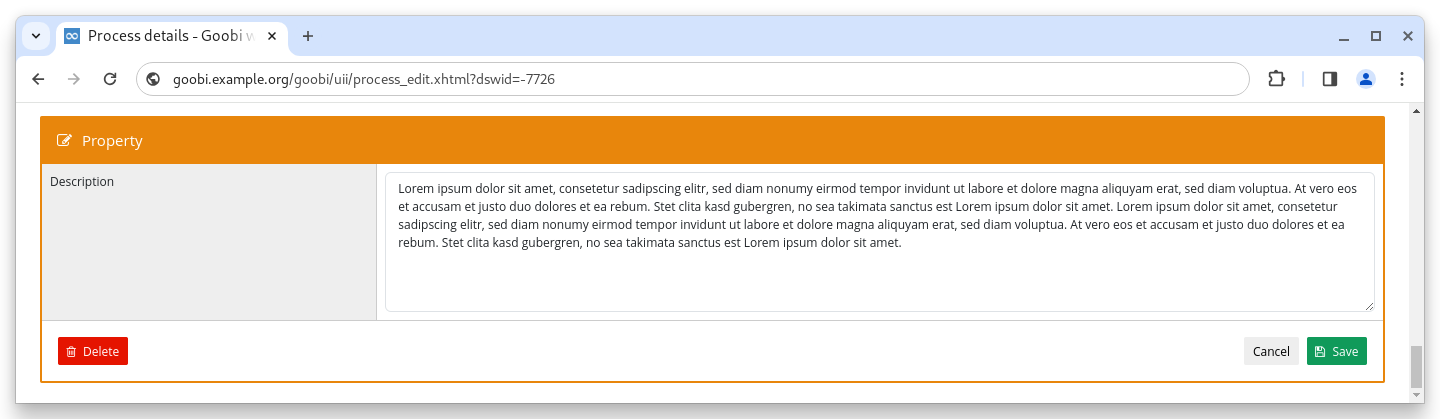 Process details - Goobi w
goobi.example.org/goobi/uii/process_edit.xhtml?dswid=-7726
Property
Description
Lorem ipsum dolor sit amet, consetetur sadipscing elitr, sed diam nonumy eirmod tempor invidunt ut labore et dolore magna aliquyam erat, sed diam voluptua. At vero eos
et accusam et justo duo dolores et ea rebum. Stet clita kasd gubergren, no sea takimata sanctus est Lorem ipsum dolor sit amet. Lorem ipsum dolor sit amet, consetetur
sadipscing elitr, sed diam nonumy eirmod tempor invidunt ut labore et dolore magna aliquyam erat, sed diam voluptua. At vero eos et accusam et justo duo dolores et ea
rebum. Stet clita kasd gubergren, no sea takimata sanctus est Lorem ipsum dolor sit amet.
Delete
Cancel
Save